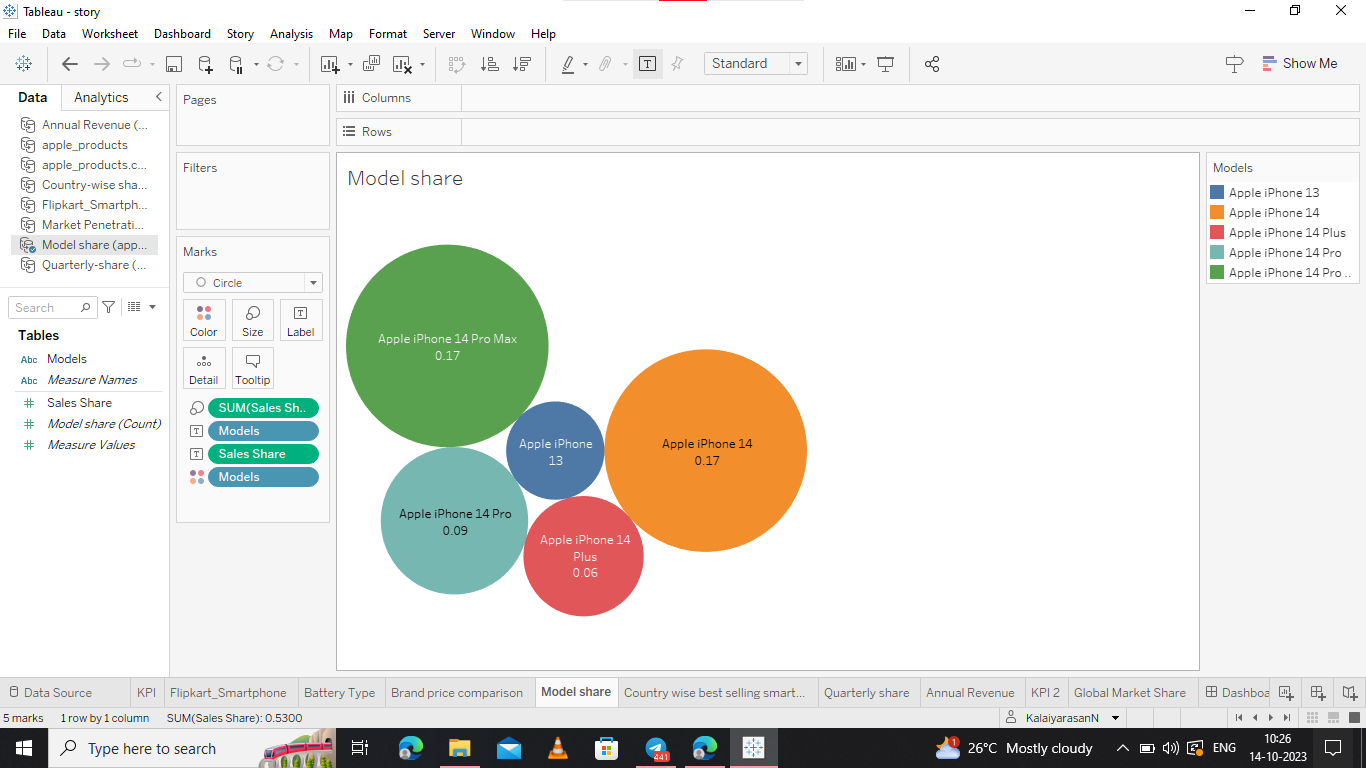 Tableau - story
File Data Worksheet Dashboard Story Analysis Map Format Server Window Help
Standard
Show Me
Data Analytics
Annual Revenue (...
apple_products
apple_products.c...
Country-wise sha...
Flipkart_Smartph...
Market Penetrati...
Model share (app...
Quarterly-share (...
Search
Tables
Abc Models
Abc Measure Names
Sales Share
Model share (Count)
Measure Values
Pages
Filters
Marks
Circle
Color Size Label
Detail Tooltip
SUM(Sales Sh..
Models
Sales Share
Models
Columns
Rows
Model share
Apple iPhone 14 Pro Max
0.17
Apple iPhone
13
Apple iPhone 14
0.17
Apple iPhone 14 Pro
0.09
Apple iPhone 14
Plus
0.06
Models
Apple iPhone 13
Apple iPhone 14
Apple iPhone 14 Plus
Apple iPhone 14 Pro
Apple iPhone 14 Pro ..
Data Source KPI Flipkart_Smartphone Battery Type Brand price comparison Model share Country wise best selling smart... Quarterly share Annual Revenue KPI 2 Global Market Share Dashboa
5 marks 1 row by 1 column SUM(Sales Share): 0.5300 KalaiyarasanN
Type here to search
441
1
26°C Mostly cloudy
ENG
10:26
14-10-2023